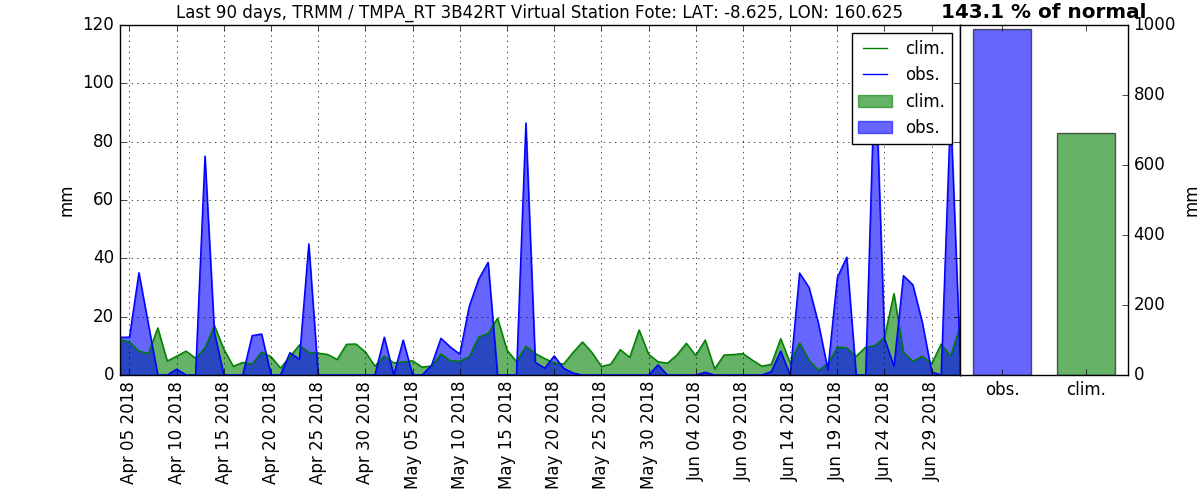 Last 90 days, TRMM / TMPA_RT 3B42RT Virtual Station Fote: LAT: -8.625, LON: 160.625
143.1 % of normal
120
100
80
60
40
20
0
mm
clim.
obs.
clim.
obs.
1000
800
600
400
200
0
mm
obs.
clim.
Apr 05 2018
Apr 10 2018
Apr 15 2018
Apr 20 2018
Apr 25 2018
Apr 30 2018
May 05 2018
May 10 2018
May 15 2018
May 20 2018
May 25 2018
May 30 2018
Jun 04 2018
Jun 09 2018
Jun 14 2018
Jun 19 2018
Jun 24 2018
Jun 29 2018